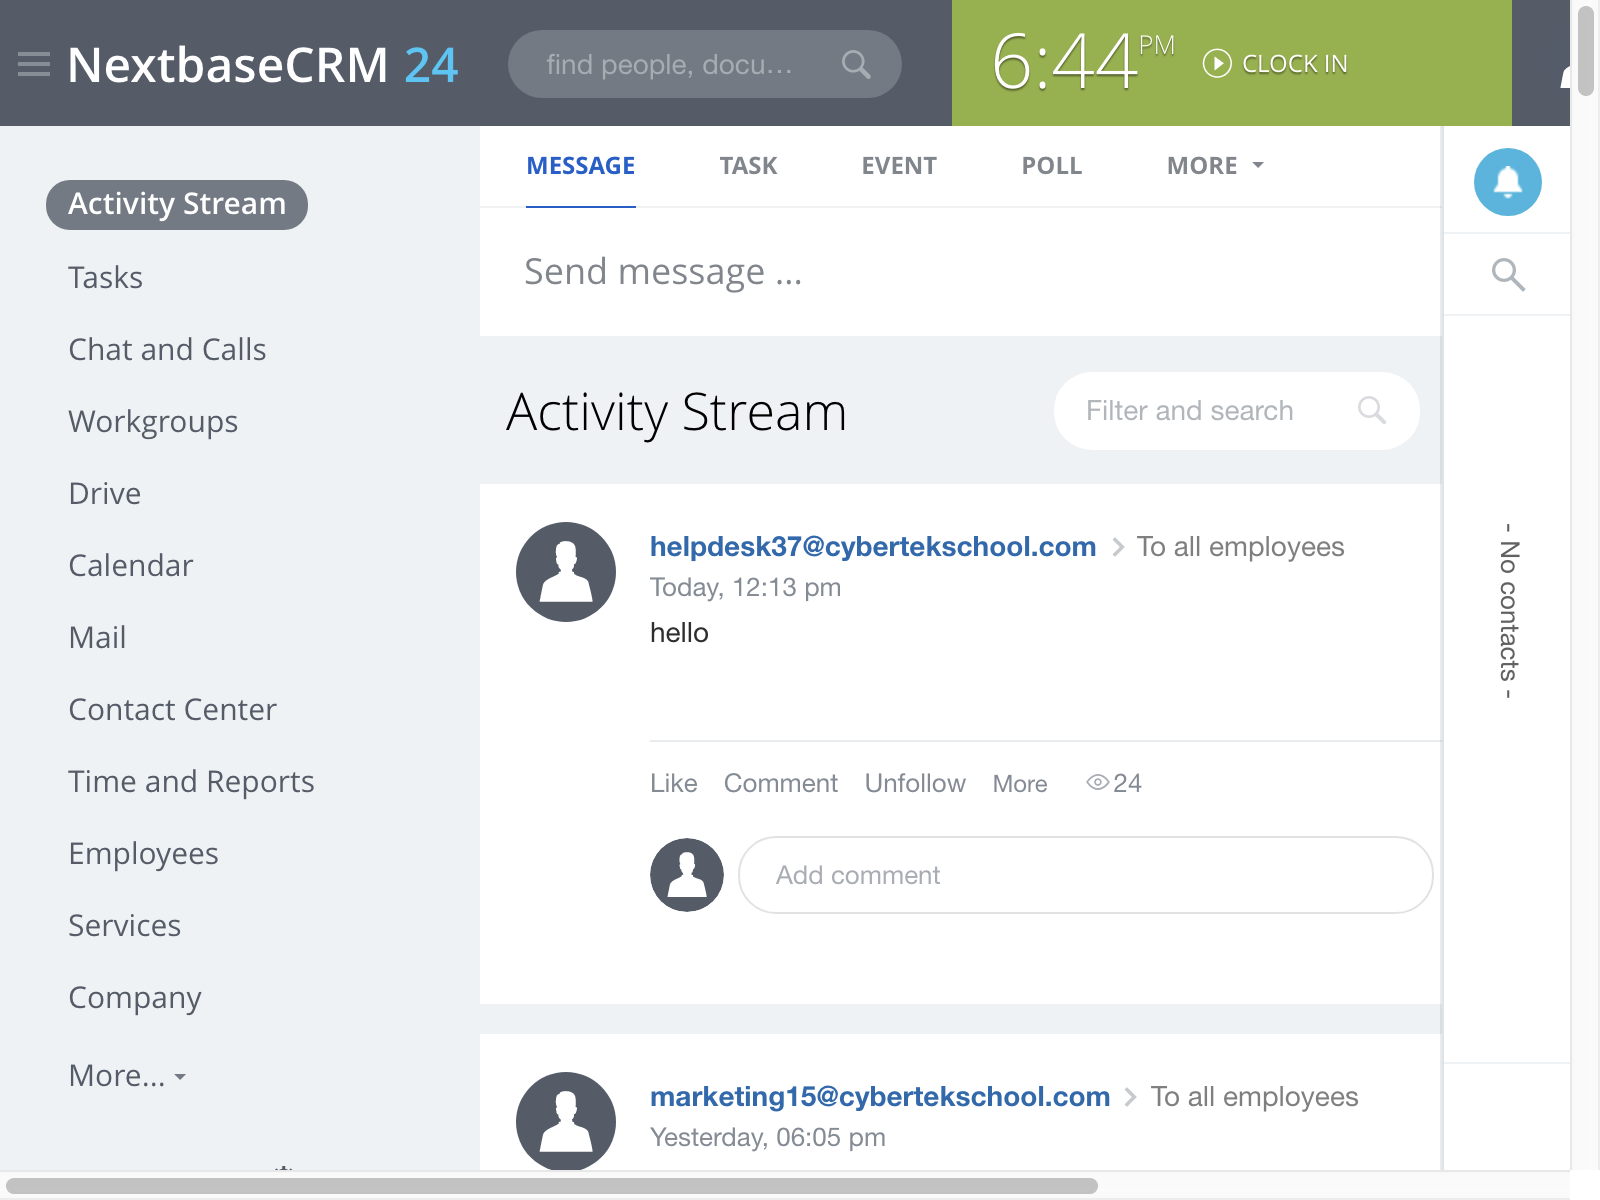 NextbaseCRM 24
find people, docu...
6:44 PM
CLOCK IN
Activity Stream
Tasks
Chat and Calls
Workgroups
Drive
Calendar
Mail
Contact Center
Time and Reports
Employees
Services
Company
More...
MESSAGE TASK EVENT POLL MORE
Send message ...
Activity Stream
Filter and search
helpdesk37@cybertekschool.com To all employees
Today, 12:13 pm
hello
Like Comment Unfollow More 24
Add comment
marketing15@cybertekschool.com To all employees
Yesterday, 06:05 pm
- No contacts -